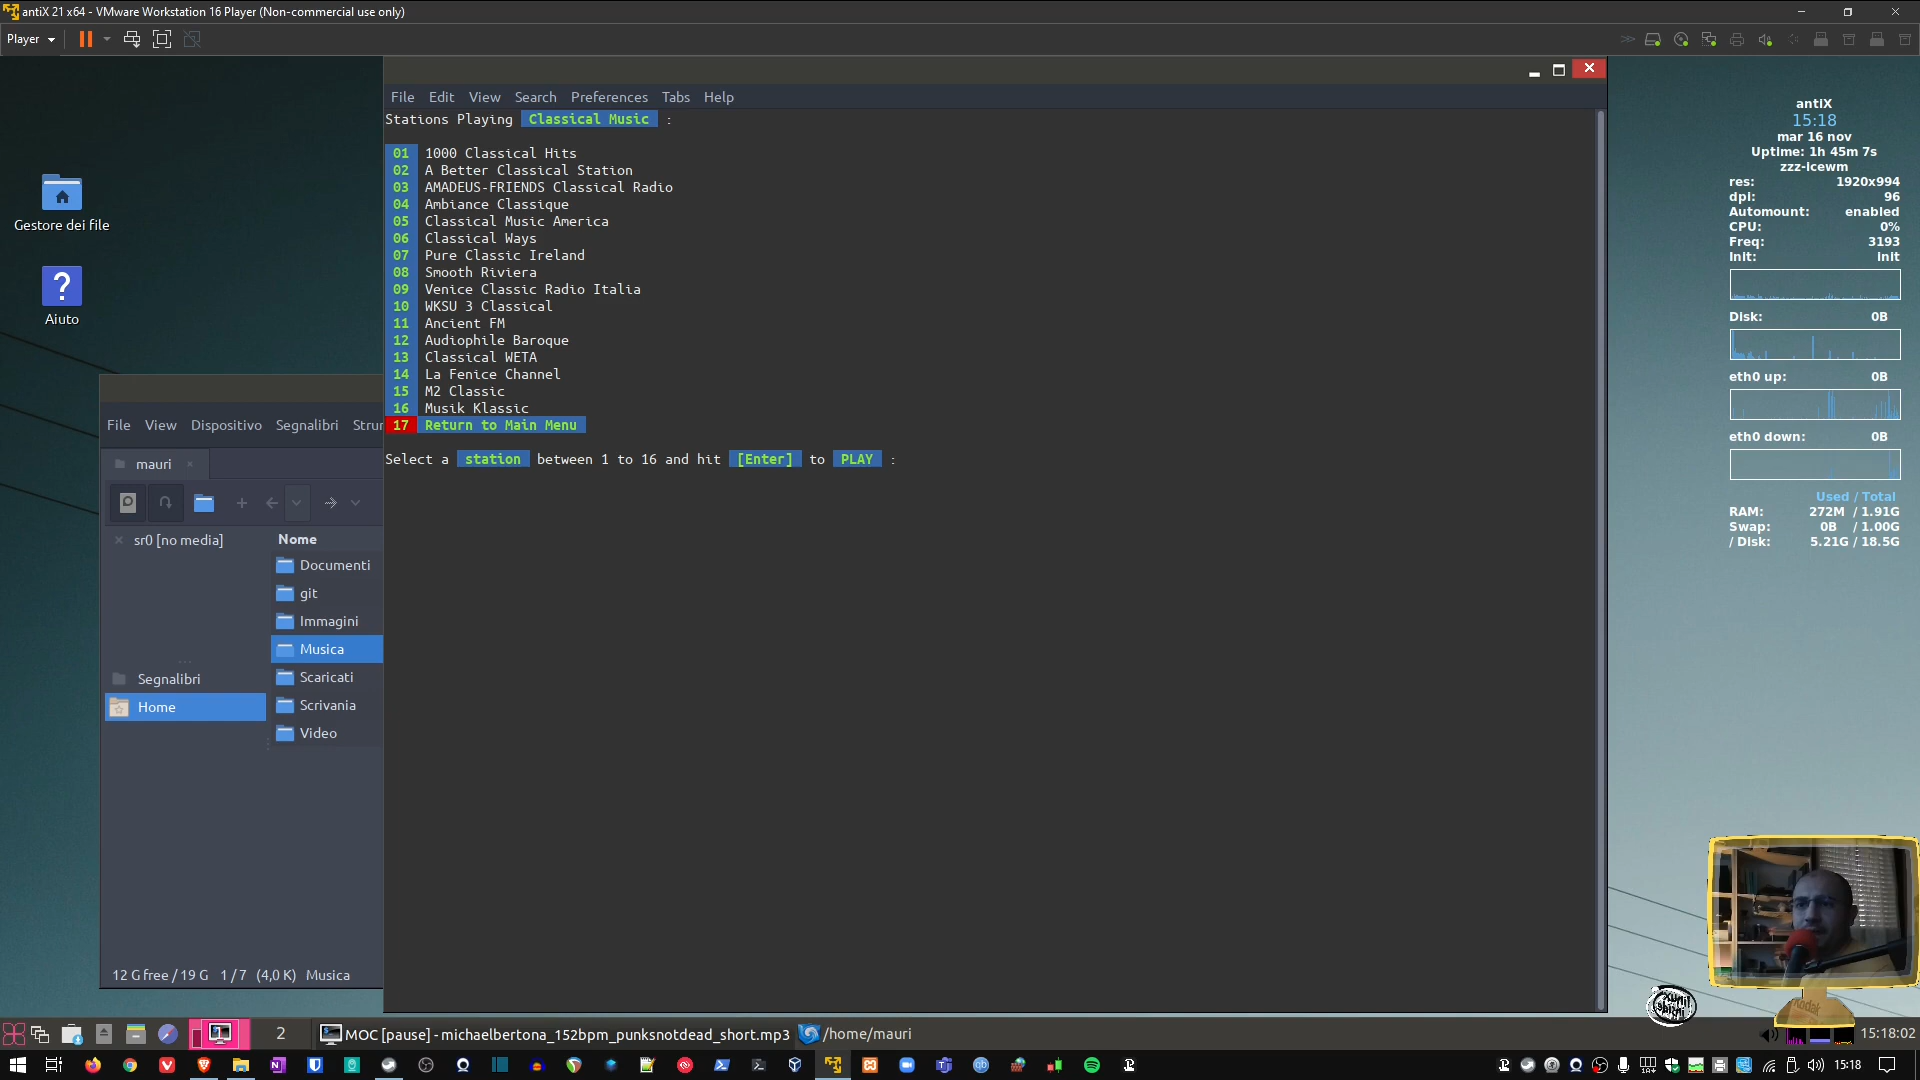 antiX 21 x64 - VMware Workstation 16 Player (Non-commercial use only)
Player
File Edit View Search Preferences Tabs Help
Stations Playing Classical Music :
01 1000 Classical Hits
02 A Better Classical Station
03 AMADEUS-FRIENDS Classical Radio
04 Ambiance Classique
05 Classical Music America
06 Classical Ways
07 Pure Classic Ireland
08 Smooth Riviera
09 Venice Classic Radio Italia
10 WKSU 3 Classical
11 Ancient FM
12 Audiophile Baroque
13 Classical WETA
14 La Fenice Channel
15 M2 Classic
16 Musik Klassic
17 Return to Main Menu
Select a station between 1 to 16 and hit [Enter] to PLAY :
Gestore dei file
Aiuto
File View Dispositivo Segnalibri Stru
mauri
sr0 [no media]
Segnalibri
Home
Nome
Documenti
git
Immagini
Musica
Scaricati
Scrivania
Video
12 G free / 19 G 1 / 7 (4,0 K) Musica
antiX
15:18
mar 16 nov
Uptime: 1h 45m 7s
zzz-icewm
res: 1920x994
dpi: 96
Automount: enabled
CPU: 0%
Freq: 3193
Init: init
Disk: 0B
eth0 up: 0B
eth0 down: 0B
Used / Total
RAM: 272M / 1.91G
Swap: 0B / 1.00G
/ Disk: 5.21G / 18.5G
Kodak
1 2 MOC [pause] - michaelbertona_152bpm_punksnotdead_short.mp3 /home/mauri 15:18:02
15:18